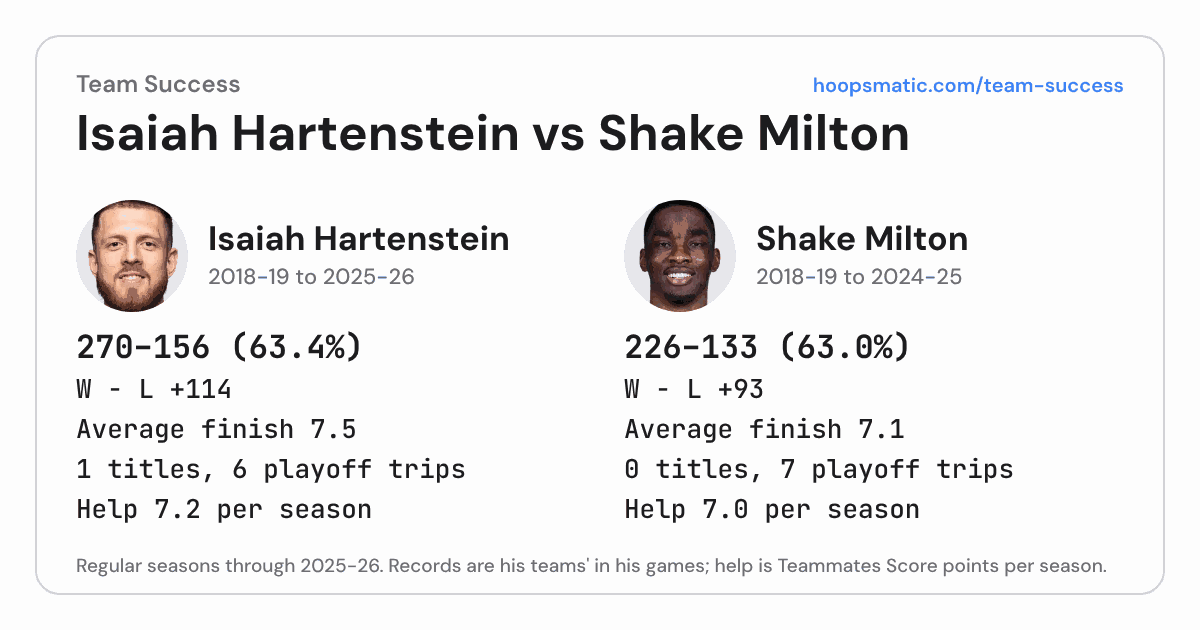 Team Success
hoopsmatic.com/team-success
Isaiah Hartenstein vs Shake Milton
Isaiah Hartenstein
2018-19 to 2025-26
270-156 (63.4%)
W - L +114
Average finish 7.5
1 titles, 6 playoff trips
Help 7.2 per season
Shake Milton
2018-19 to 2024-25
226-133 (63.0%)
W - L +93
Average finish 7.1
0 titles, 7 playoff trips
Help 7.0 per season
Regular seasons through 2025-26. Records are his teams' in his games; help is Teammates Score points per season.